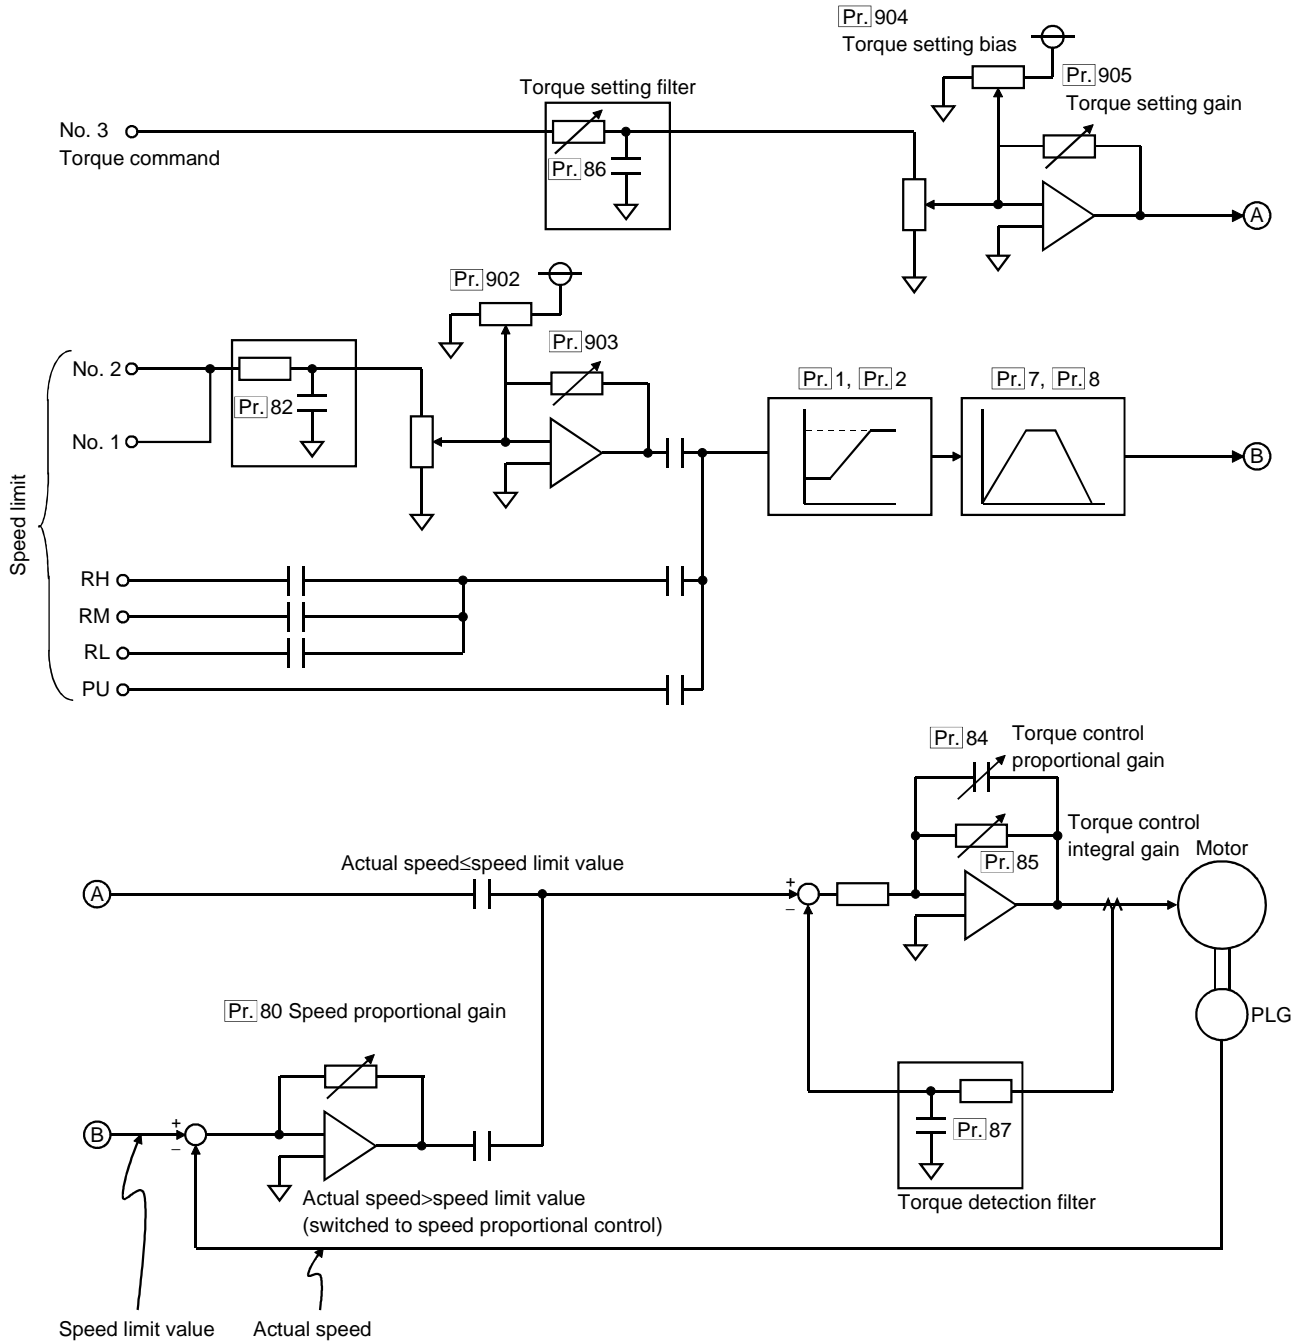 Pr. 904
Torque setting bias
Pr. 905
Torque setting gain
Torque setting filter
No. 3
Torque command
Pr. 86
A
Pr. 902
Pr. 903
No. 2
No. 1
Pr. 82
Pr. 1, Pr. 2
Pr. 7, Pr. 8
B
Speed limit
RH
RM
RL
PU
Pr. 84
Torque control
proportional gain
Torque control
integral gain
Pr. 85
Motor
Actual speed≤speed limit value
A
+
−
PLG
Pr. 80 Speed proportional gain
B
+
−
Pr. 87
Torque detection filter
Actual speed>speed limit value
(switched to speed proportional control)
Speed limit value
Actual speed